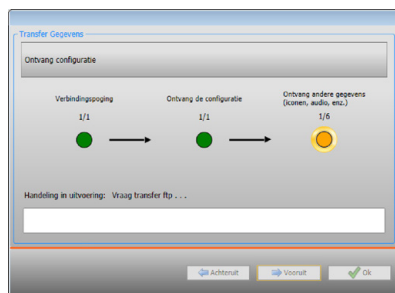 Transfer Gegevens
Ontvang configuratie
Verbindingspoging
Ontvang de configuratie
Ontvang andere gegevens
(iconen, audio, enz.)
1/1
1/1
1/6
Handeling in uitvoering: Vraag transfer ftp . . .
Achteruit
Vooruit
Ok